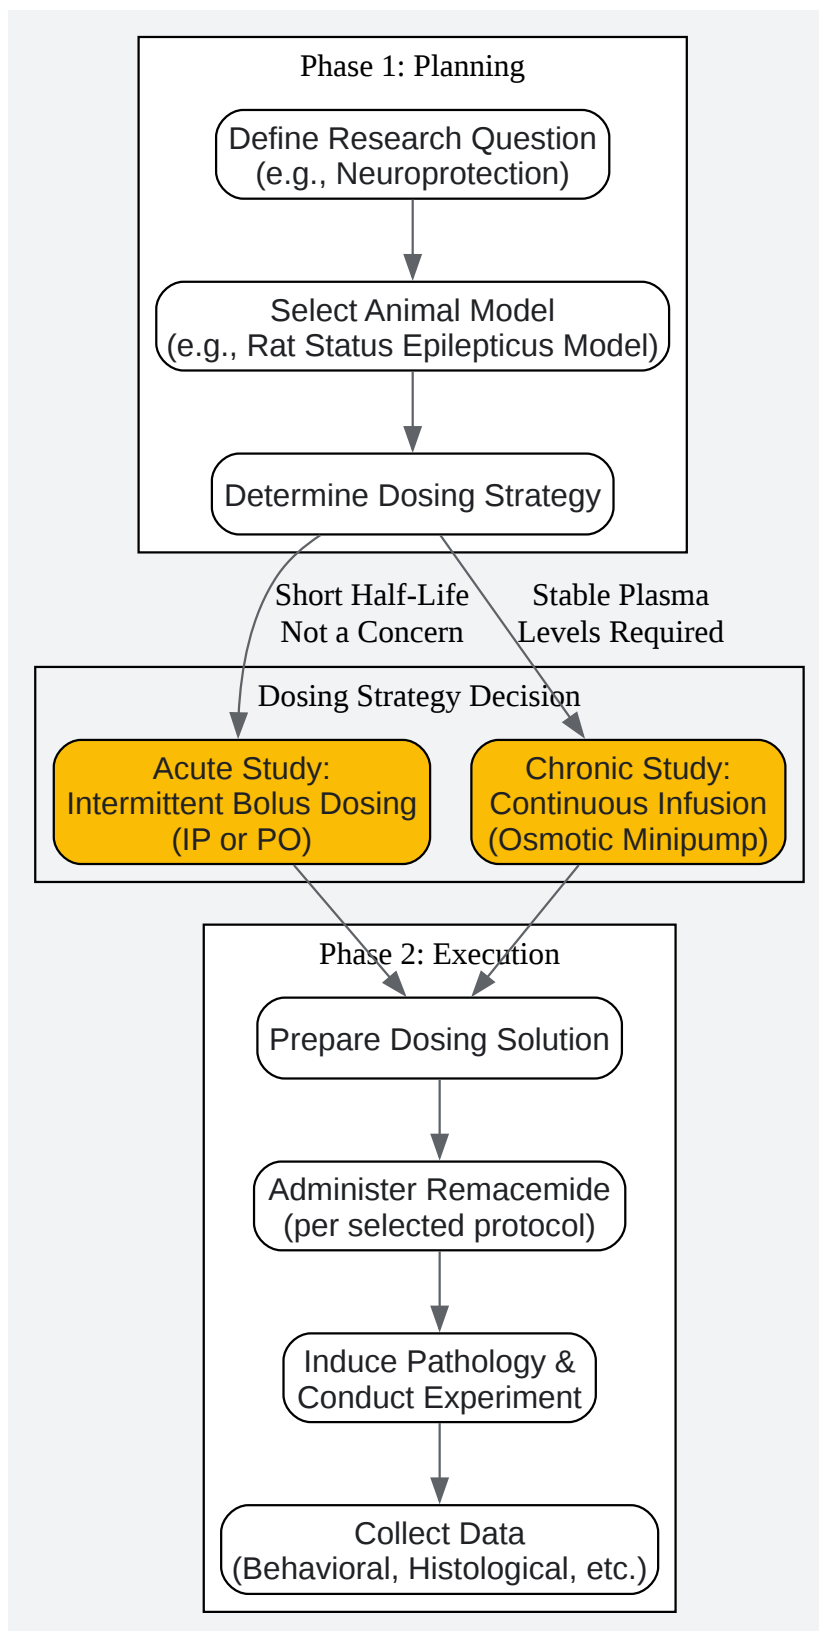 Phase 1: Planning
Define Research Question
(e.g., Neuroprotection)
Select Animal Model
(e.g., Rat Status Epilepticus Model)
Determine Dosing Strategy
Short Half-Life
Not a Concern
Stable Plasma
Levels Required
Dosing Strategy Decision
Acute Study:
Intermittent Bolus Dosing
(IP or PO)
Chronic Study:
Continuous Infusion
(Osmotic Minipump)
Phase 2: Execution
Prepare Dosing Solution
Administer Remacemide
(per selected protocol)
Induce Pathology &
Conduct Experiment
Collect Data
(Behavioral, Histological, etc.)